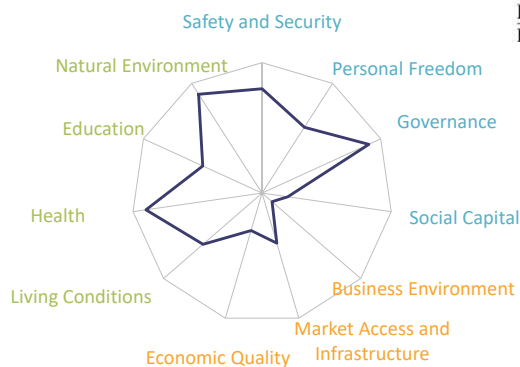 Safety and Security
Personal Freedom
Governance
Social Capital
Business Environment
Market Access and
Infrastructure
Economic Quality
Living Conditions
Health
Education
Natural Environment